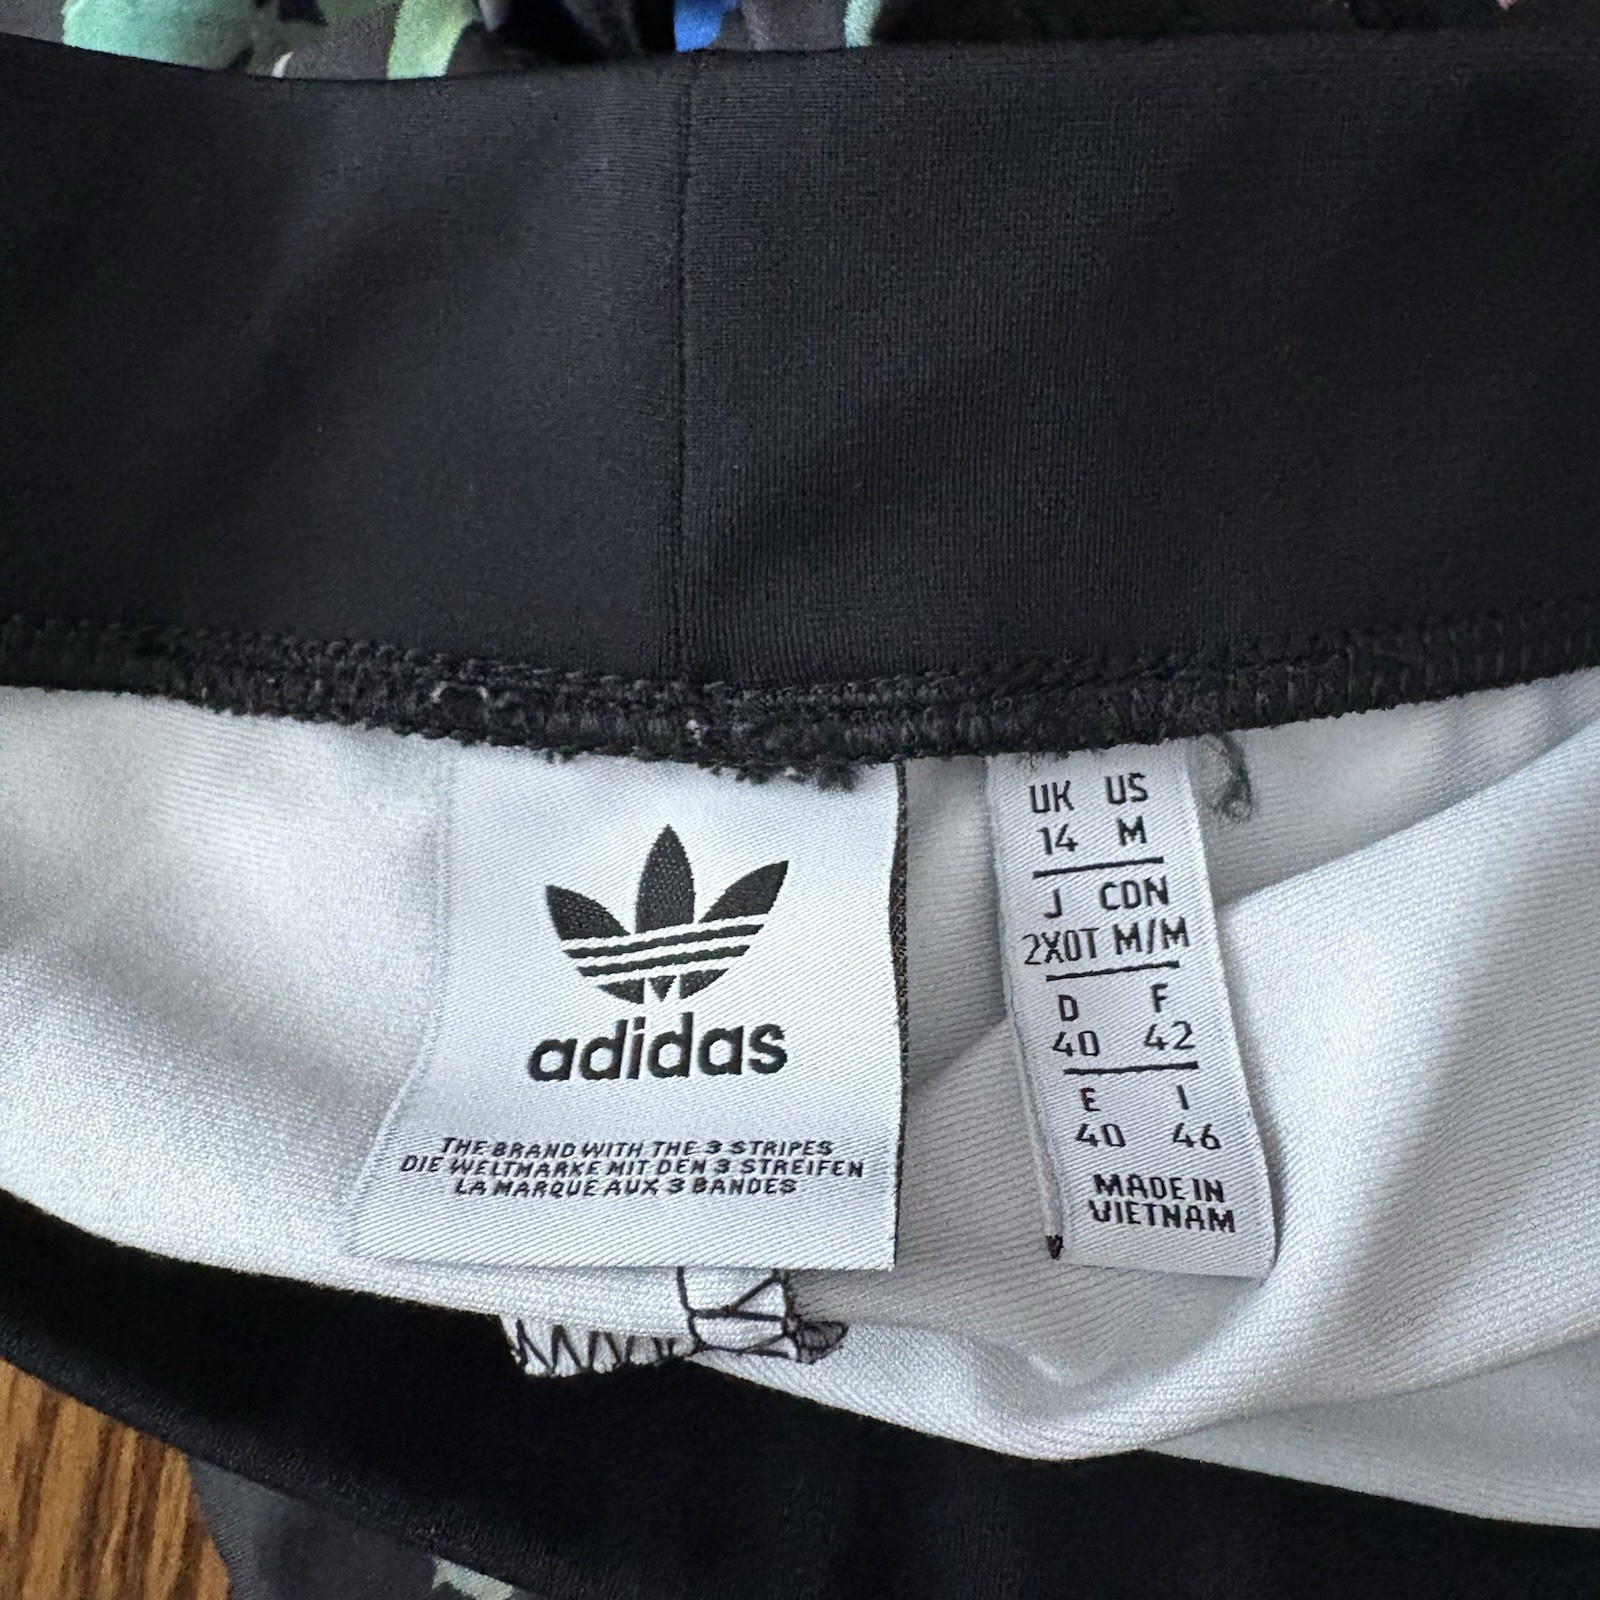 adidas
THE BRAND WITH THE 3 STRIPES
DIE WELTMARKE MIT DEN 3 STREIFEN
LA MARQUE AUX 3 BANDES
UK US
14 M
J CDN
2XOT M/M
D F
40 42
E I
40 46
MADE IN
VIETNAM